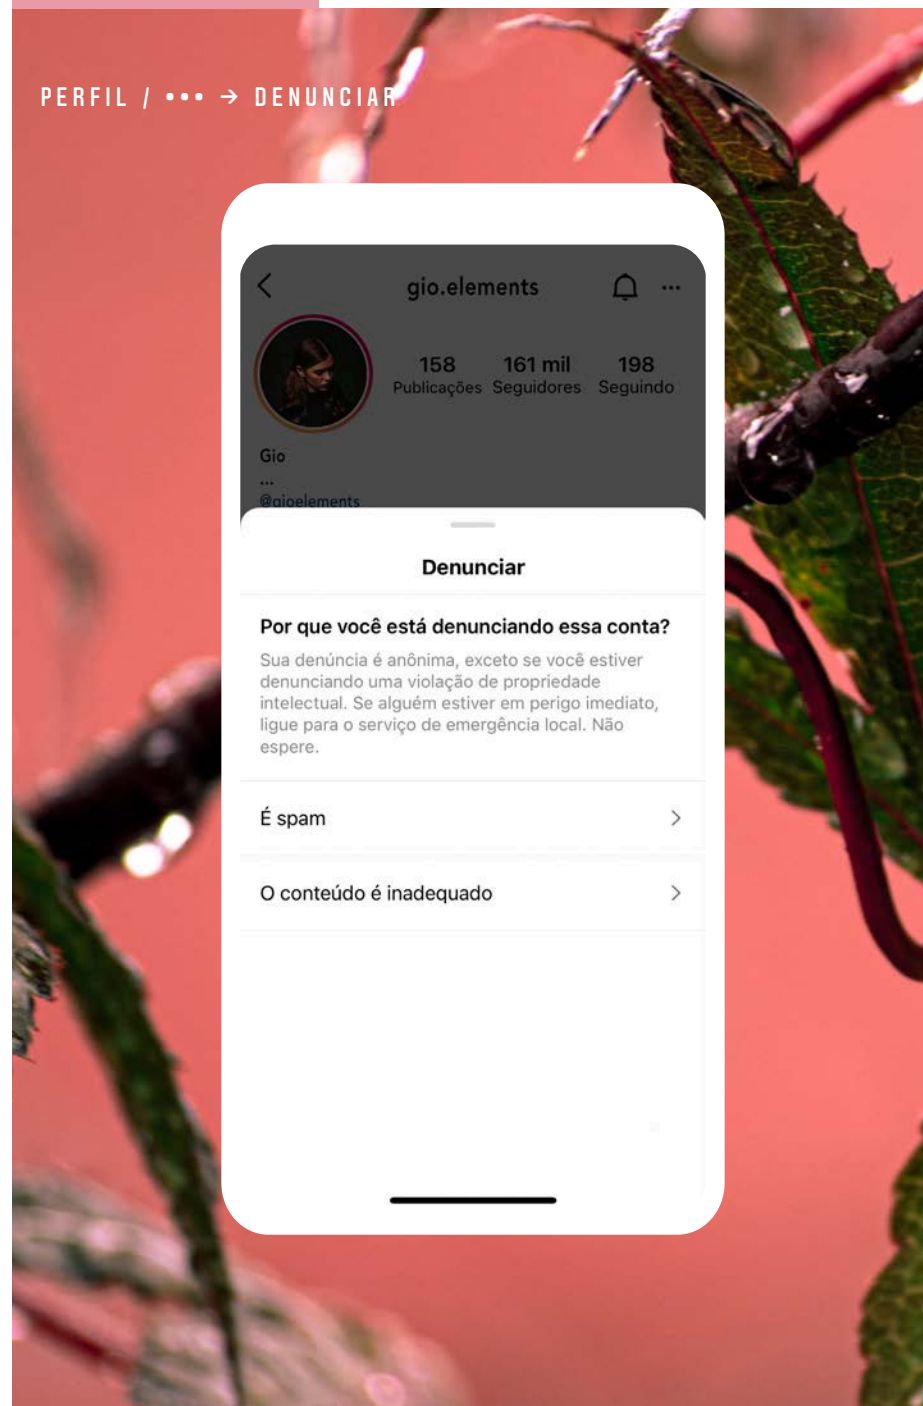 PERFIL / ••• → DENUNCIAR
gio.elements
158 161 mil 198
Publicações Seguidores Seguindo
Gio
...
@gioelements
Denunciar
Por que você está denunciando essa conta?
Sua denúncia é anônima, exceto se você estiver
denunciando uma violação de propriedade
intelectual. Se alguém estiver em perigo imediato,
ligue para o serviço de emergência local. Não
espere.
É spam
O conteúdo é inadequado